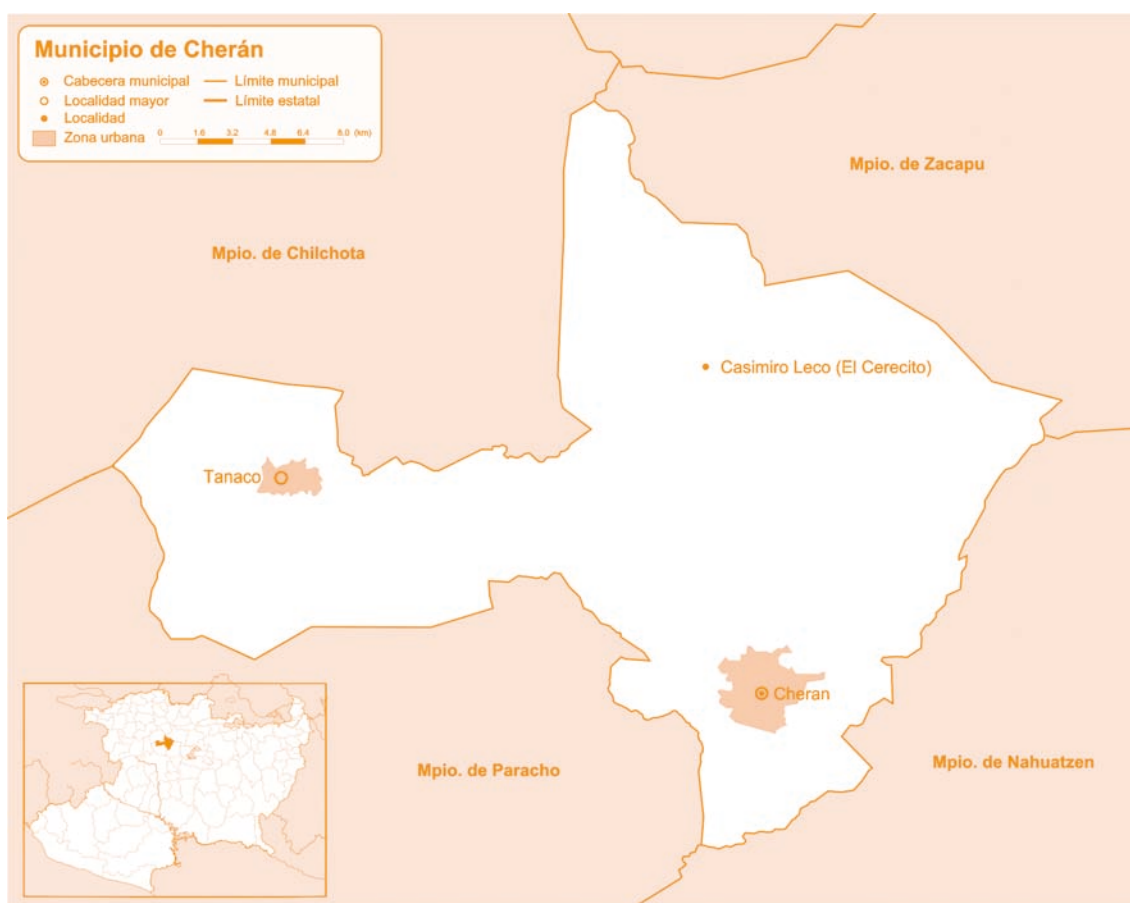 Municipio de Cherán
Cabecera municipal
Límite municipal
Localidad mayor
Límite estatal
Localidad
Zona urbana
0 1.6 3.2 4.8 6.4 8.0 (km)
Mpio. de Zacapu
Mpio. de Chilchota
Casimiro Leco (El Cerecito)
Tanaco
Cheran
Mpio. de Paracho
Mpio. de Nahuatzen